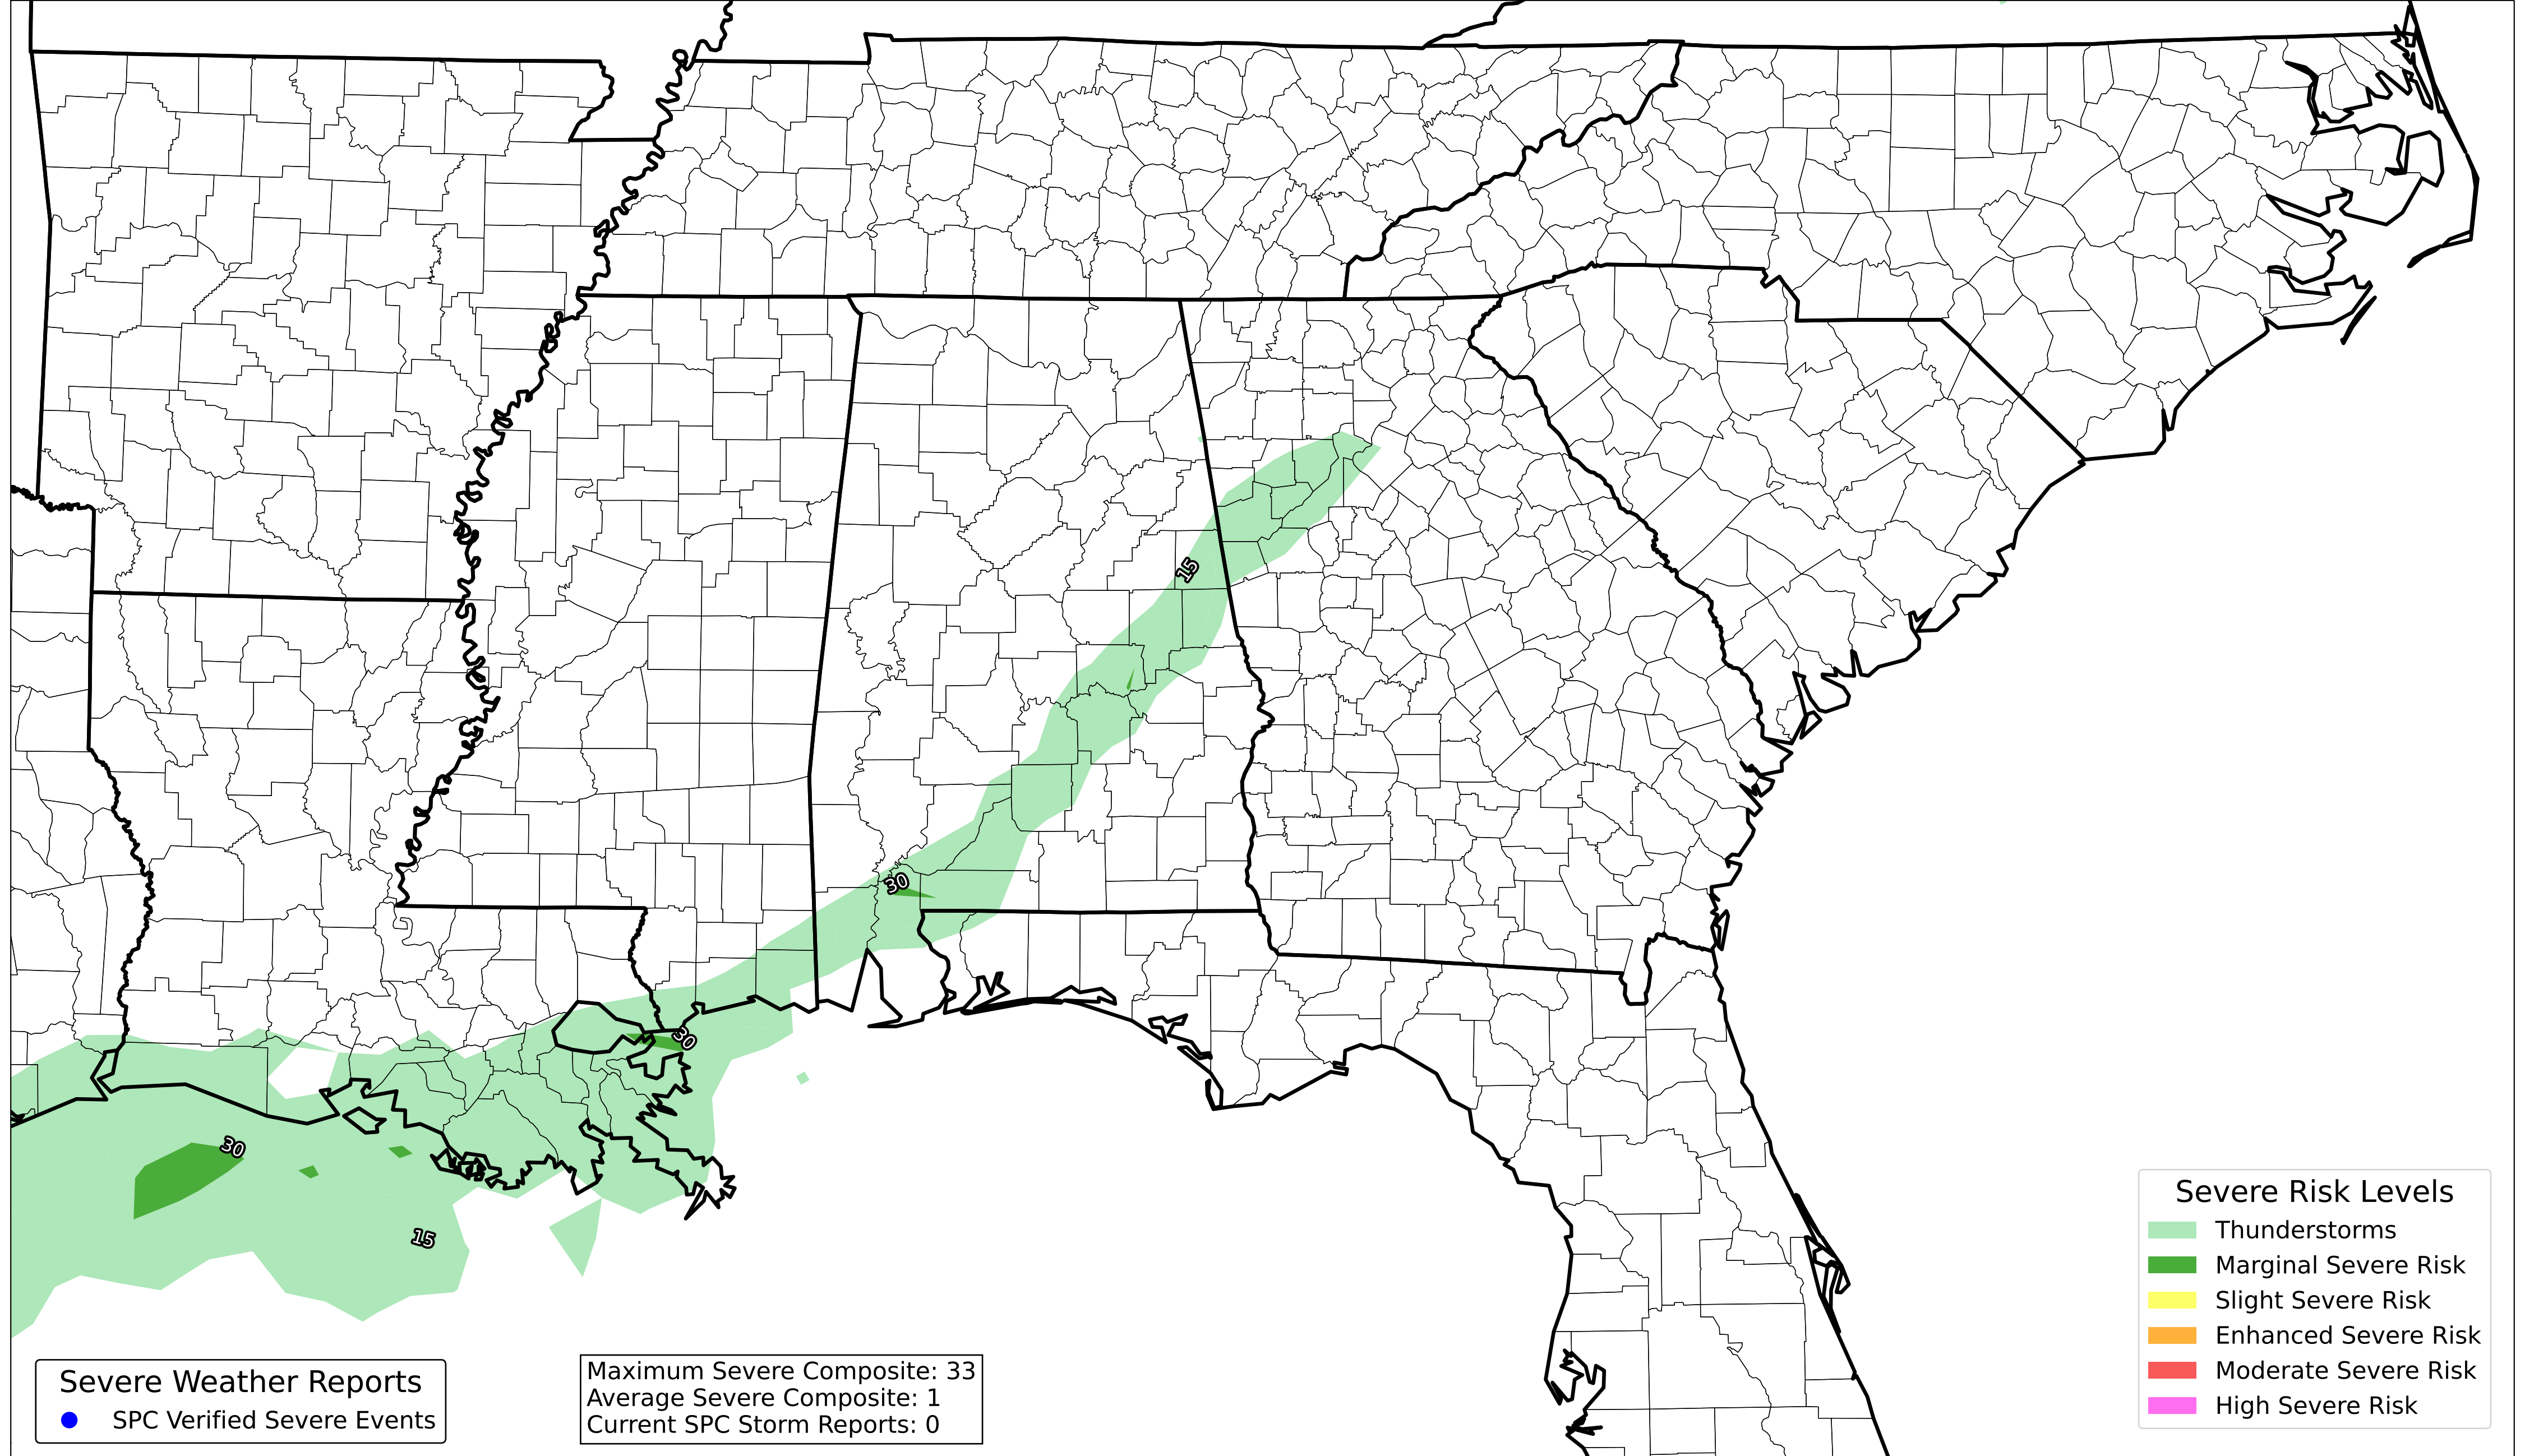 15
30
30
30
15
Severe Risk Levels
Thunderstorms
Marginal Severe Risk
Slight Severe Risk
Enhanced Severe Risk
Moderate Severe Risk
High Severe Risk
Severe Weather Reports
SPC Verified Severe Events
Maximum Severe Composite: 33
Average Severe Composite: 1
Current SPC Storm Reports: 0